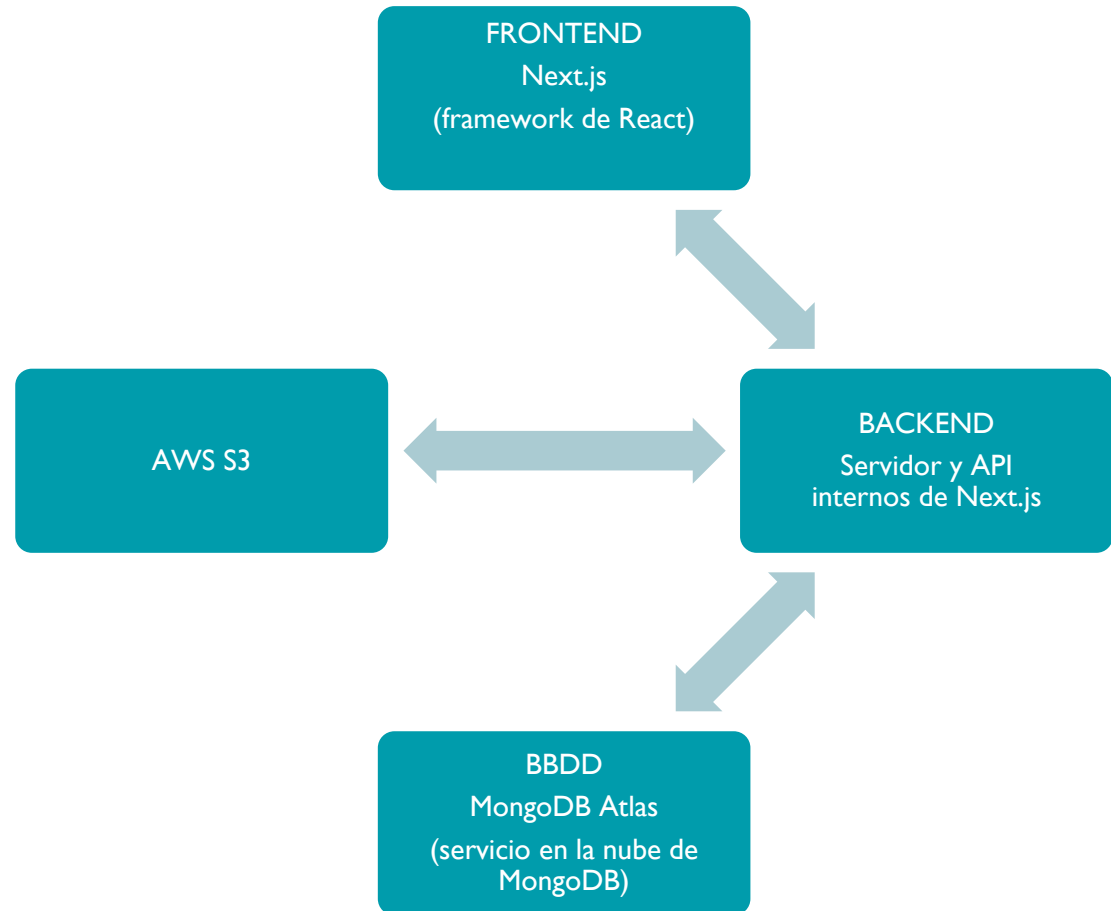 FRONTEND
Next.js
(framework de React)
AWS S3
BACKEND
Servidor y API
internos de Next.js
BBDD
MongoDB Atlas
(servicio en la nube de
MongoDB)